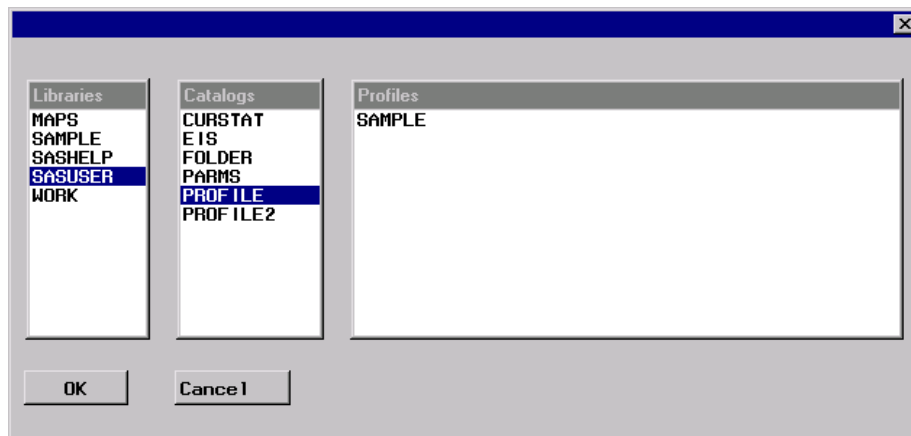 Libraries
MAPS
SAMPLE
SASHELP
SASUSER
WORK
Catalogs
CURSTAT
EIS
FOLDER
PARMS
PROFILE
PROFILE2
Profiles
SAMPLE
OK
Cancel